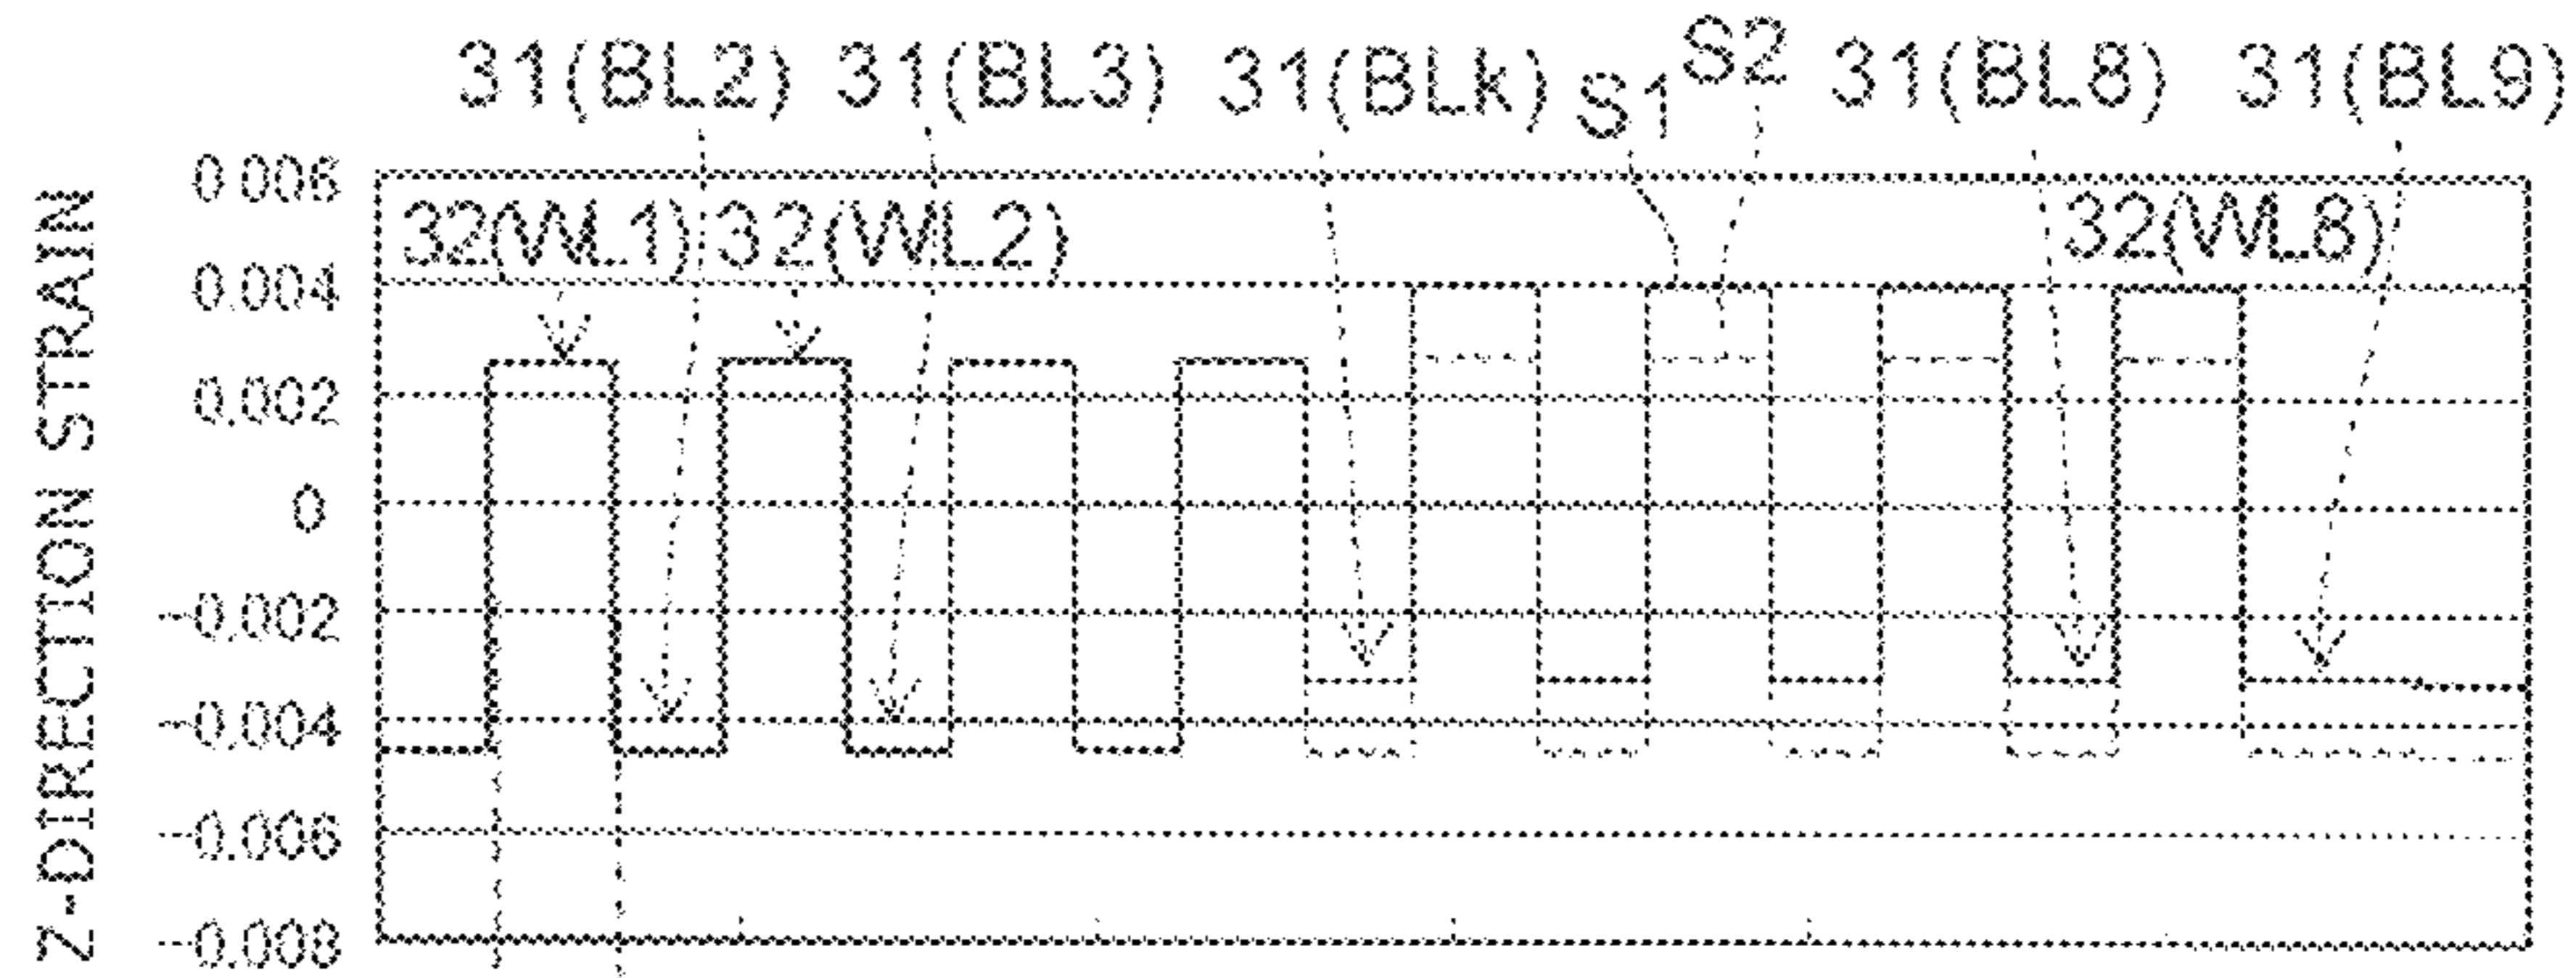 31(BL2) 31(BL3) 31(BLk) S1 S2 31(BL8) 31(BL9)
0.006
32(WL1) 32(WL2) 32(WL8)
0.004
0.002
0
-0.002
-0.004
-0.006
-0.008
Z-DIRECTION STRAIN